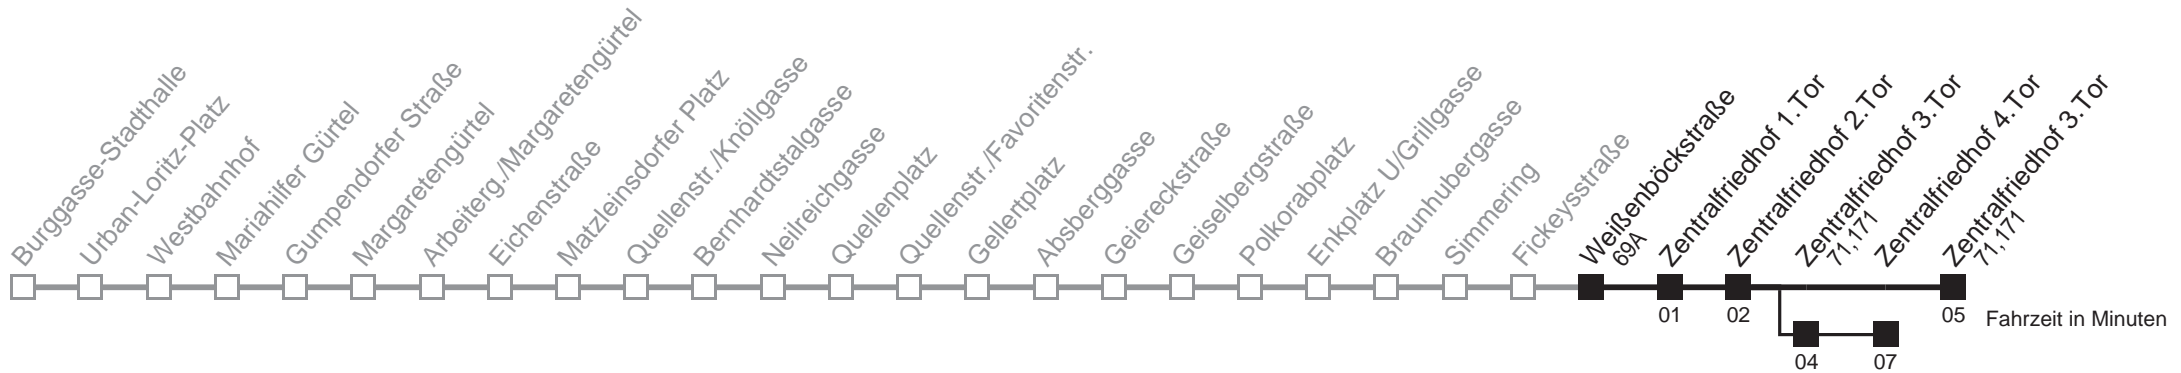 Burggasse-Stadthalle
Urban-Loritz-Platz
Westbahnhof
Mariahilfer Gürtel
Gumpendorfer Straße
Margaretengürtel
Arbeiterg./Margaretengürtel
Eichenstraße
Matzleinsdorfer Platz
Quellenstr./Knöllgasse
Bernhardtstalgasse
Neilreichgasse
Quellenplatz
Quellenstr./Favoritenstr.
Gellertplatz
Absberggasse
Geiereckstraße
Geiselbergstraße
Polkorabplatz
Enkplatz U/Grillgasse
Braunhubergasse
Simmering
Fickeysstraße
Weißenböckstraße
69A
Zentralfriedhof 1.Tor
Zentralfriedhof 2.Tor
Zentralfriedhof 3.Tor
71,171
Zentralfriedhof 4.Tor
Zentralfriedhof 3.Tor
71,171
01
02
05
Fahrzeit in Minuten
04
07